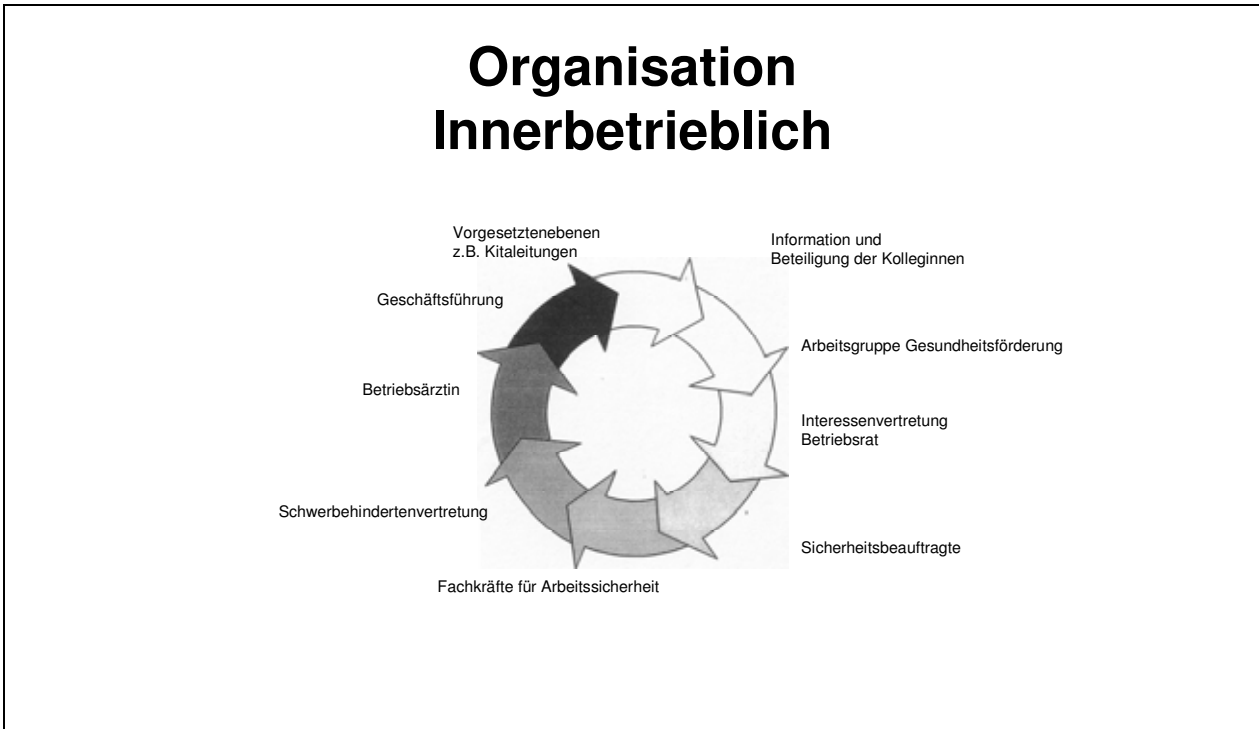 Organisation
Innerbetrieblich
Vorgesetztenebenen
z.B. Kitaleitungen
Information und
Beteiligung der Kolleginnen
Geschäftsführung
Arbeitsgruppe Gesundheitsförderung
Betriebsärztin
Interessenvertretung
Betriebsrat
Schwerbehindertenvertretung
Sicherheitsbeauftragte
Fachkräfte für Arbeitssicherheit